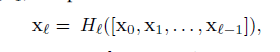 xℓ = Hℓ([x0, x1, . . . , xℓ−1]),